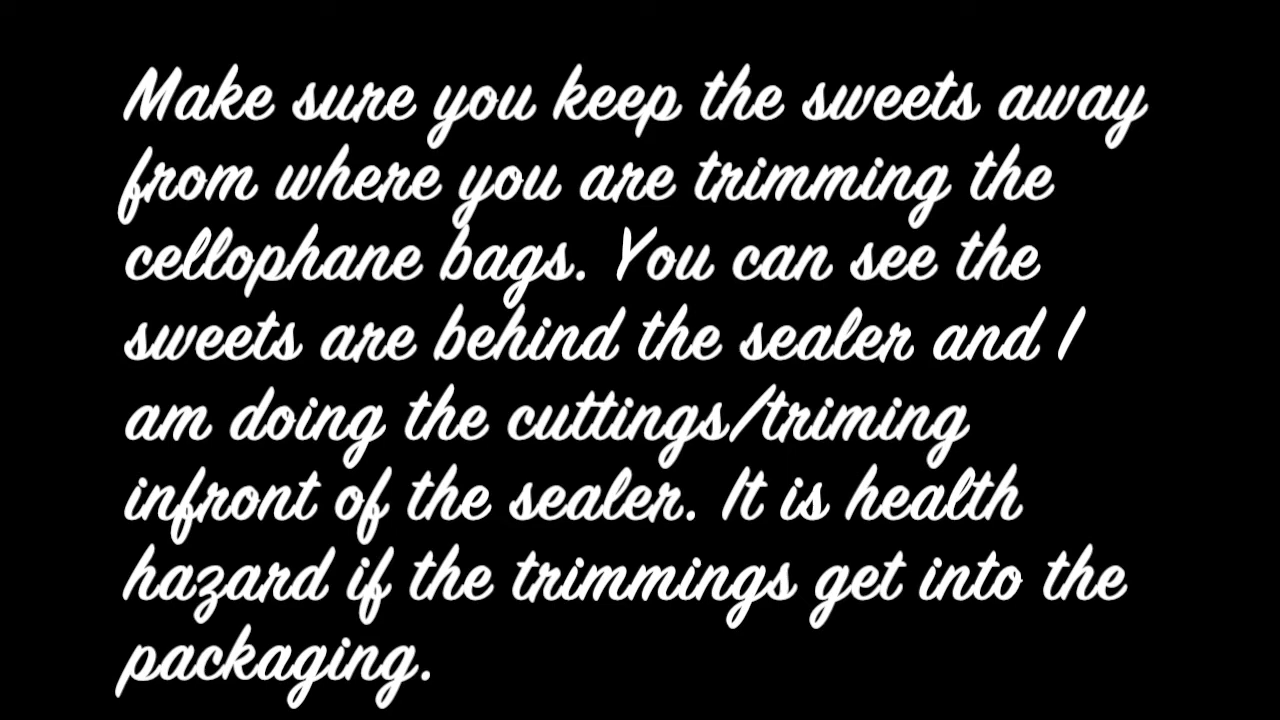 Make sure you keep the sweets away
from where you are trimming the
cellophane bags. You can see the
sweets are behind the sealer and I
am doing the cuttings/triming
infront of the sealer. It is health
hazard if the trimmings get into the
packaging.